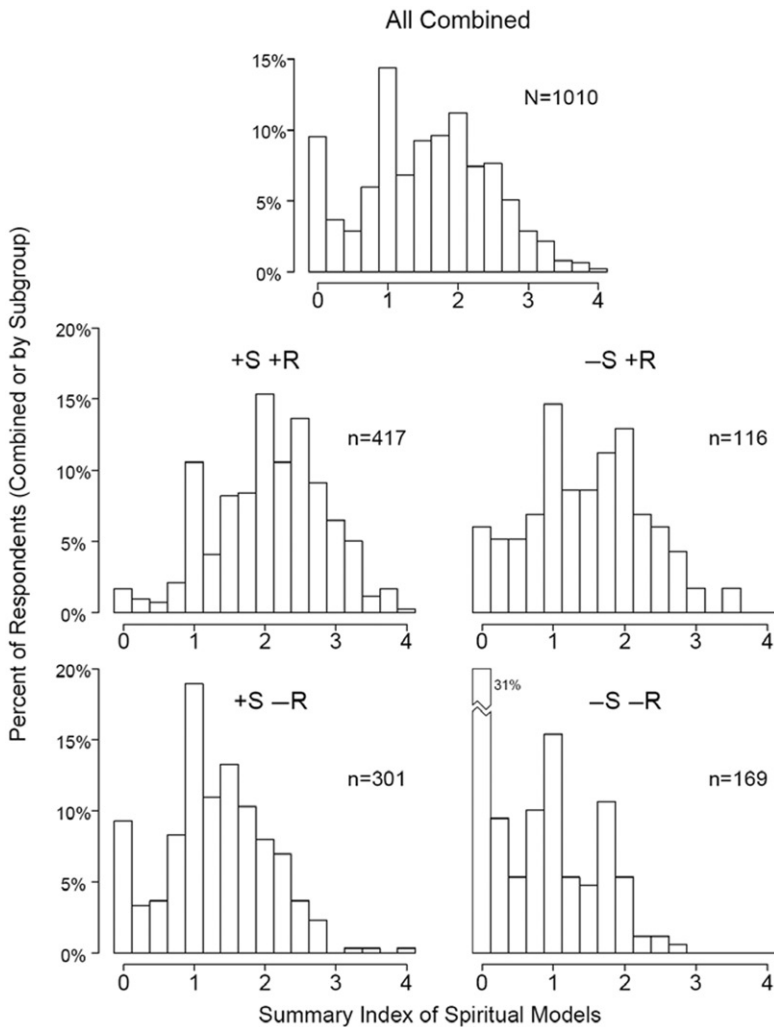 All Combined
15%
10%
5%
0%
N=1010
0 1 2 3 4
Percent of Respondents (Combined or by Subgroup)
20%
15%
10%
5%
0%
+S +R
n=417
0 1 2 3 4
–S +R
n=116
0 1 2 3 4
20%
15%
10%
5%
0%
+S –R
n=301
0 1 2 3 4
31%
–S –R
n=169
0 1 2 3 4
Summary Index of Spiritual Models